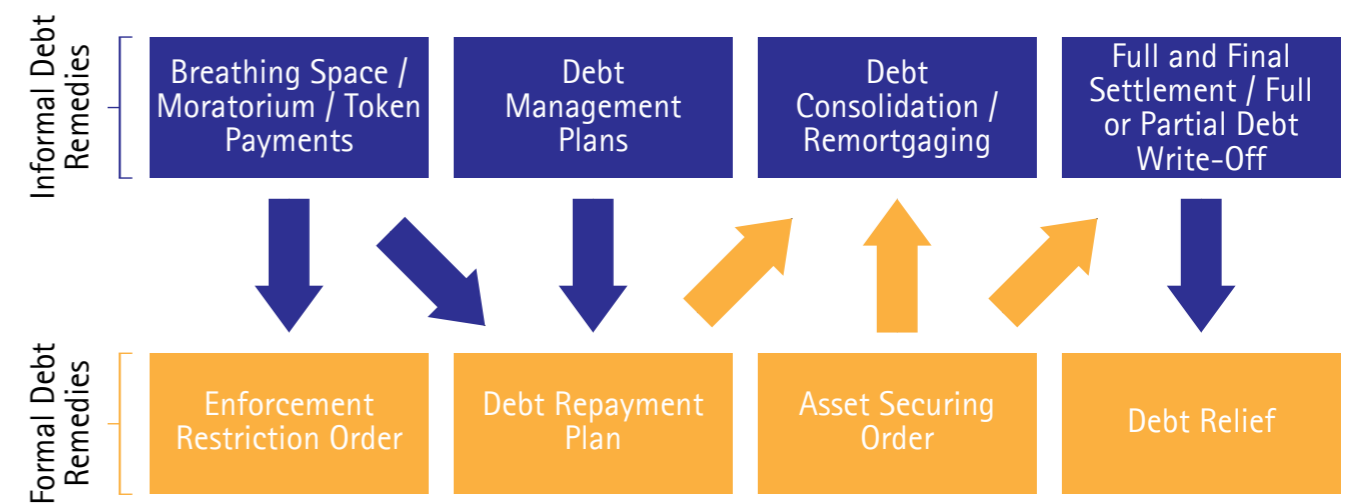 Informal Debt
Remedies
Breathing Space /
Moratorium / Token
Payments
Debt
Management
Plans
Debt
Consolidation /
Remortgaging
Full and Final
Settlement / Full
or Partial Debt
Write-Off
Formal Debt
Remedies
Enforcement
Restriction Order
Debt Repayment
Plan
Asset Securing
Order
Debt Relief